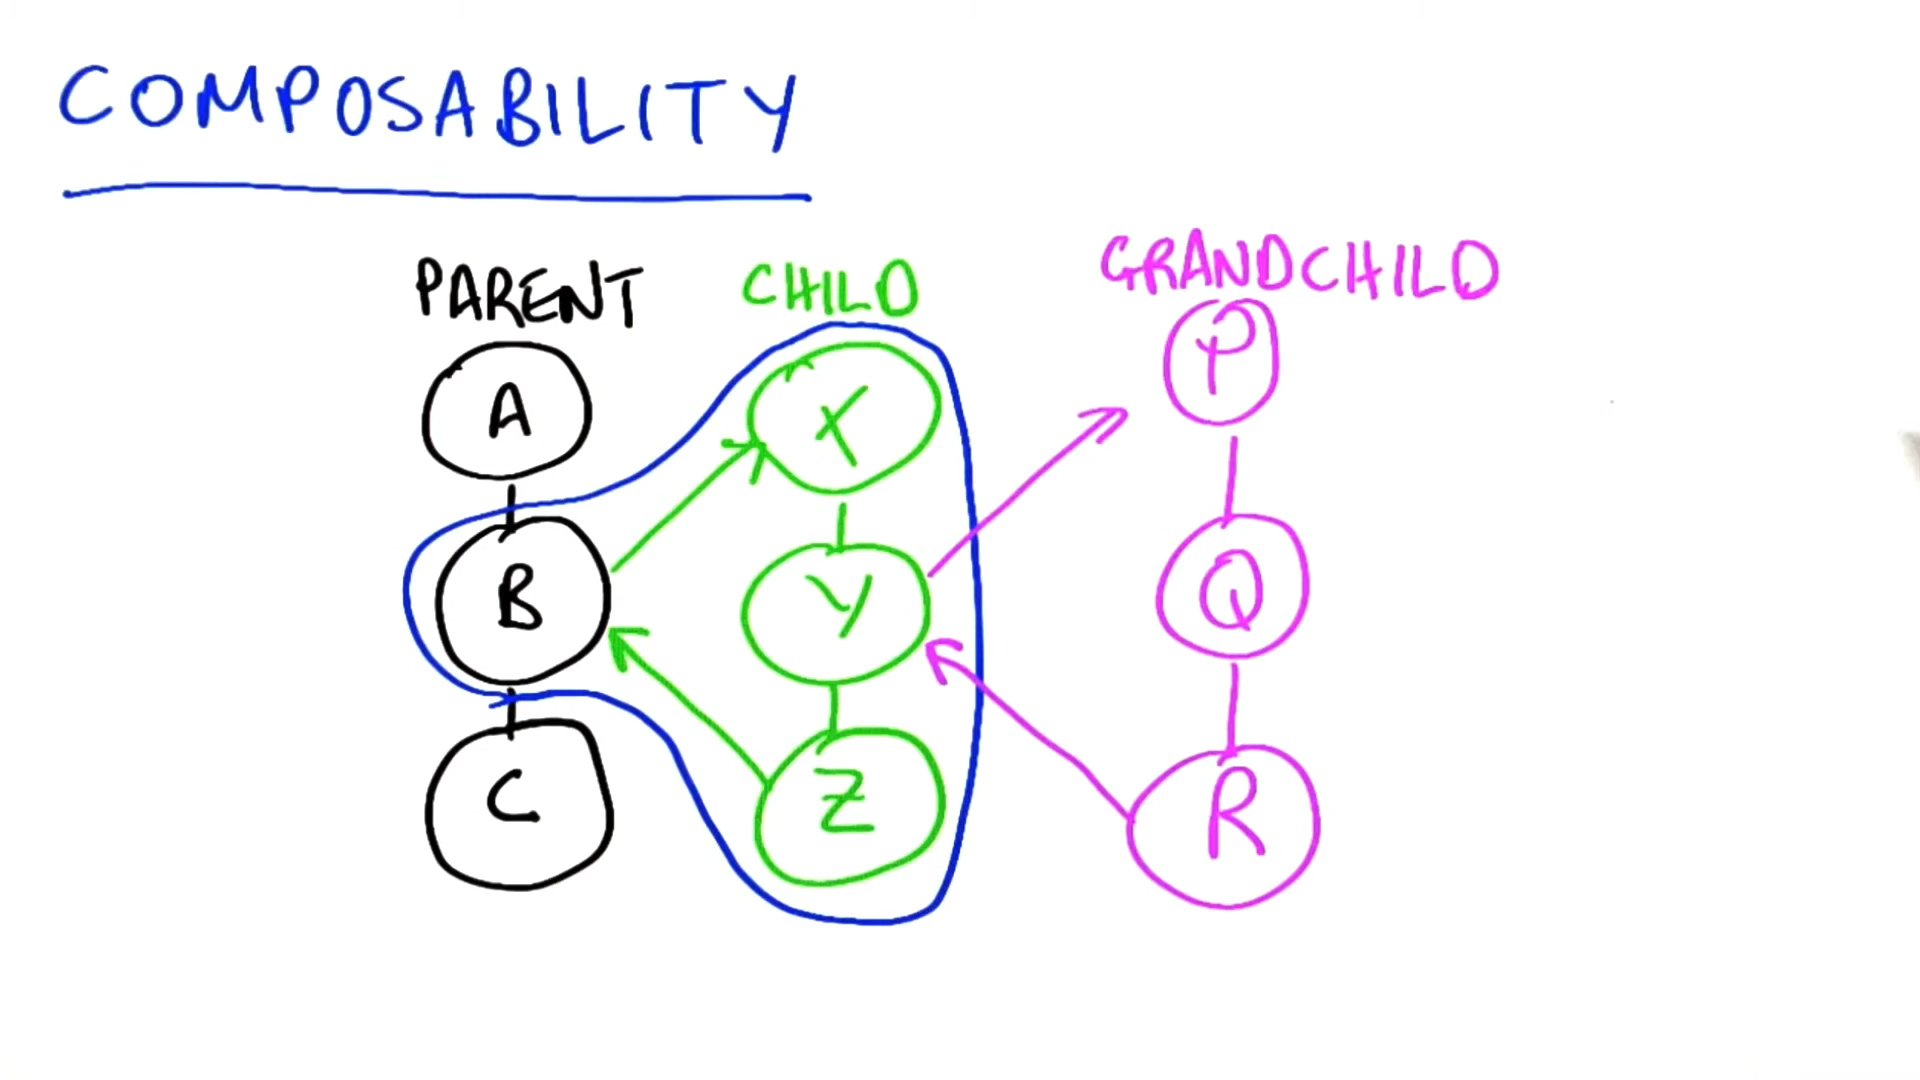 COMPOSABILITY
PARENT CHILD GRANDCHILD
A X P
B Y Q
C Z R